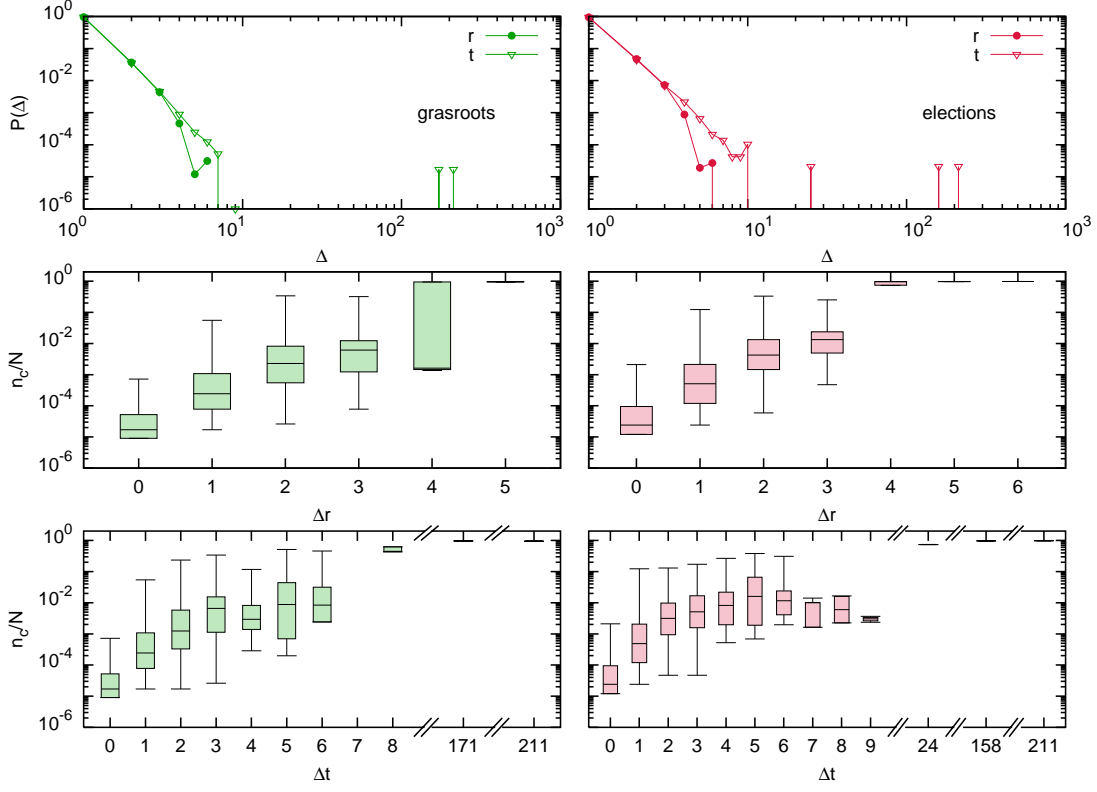 10^0
10^-2
10^-4
10^-6
P(Δ)
r
t
grasroots
10^0 10^1 10^2 10^3
Δ
r
t
elections
10^0 10^1 10^2 10^3
Δ
10^0
10^-2
10^-4
10^-6
n_c/N
0 1 2 3 4 5
Δr
0 1 2 3 4 5 6
Δr
10^0
10^-2
10^-4
10^-6
n_c/N
0 1 2 3 4 5 6 7 8 171 211
Δt
0 1 2 3 4 5 6 7 8 9 24 158 211
Δt